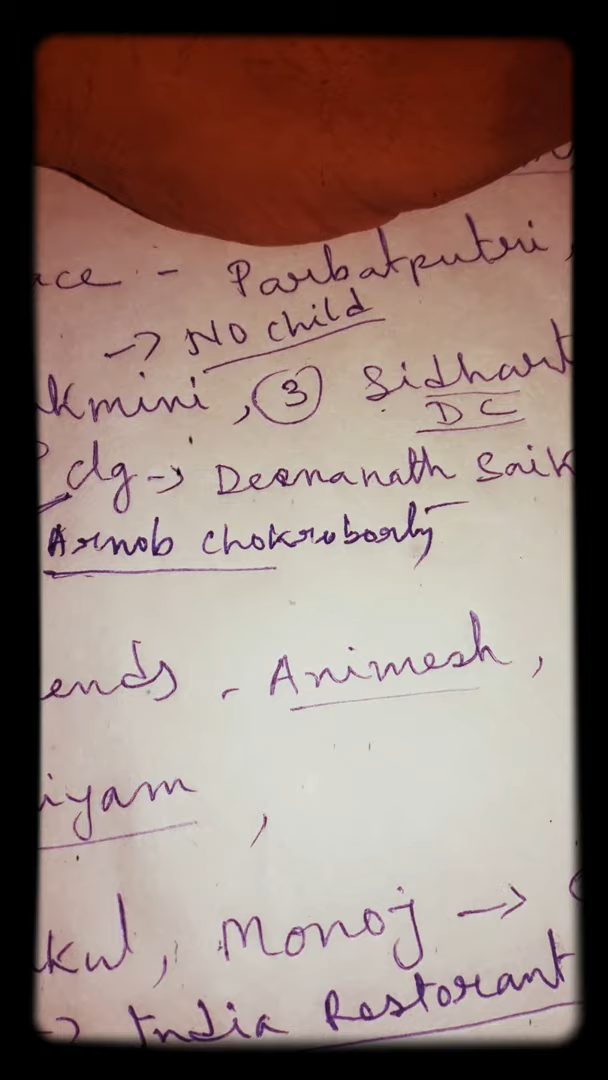 ace - Parbatputri,
-> NO child
kmini, ③ Sidhart
DC
dg -> Deenanath Saik
Arnob chokroborty
ends - Animesh,
iyam,
kul, Monoj ->
-> India Restorant